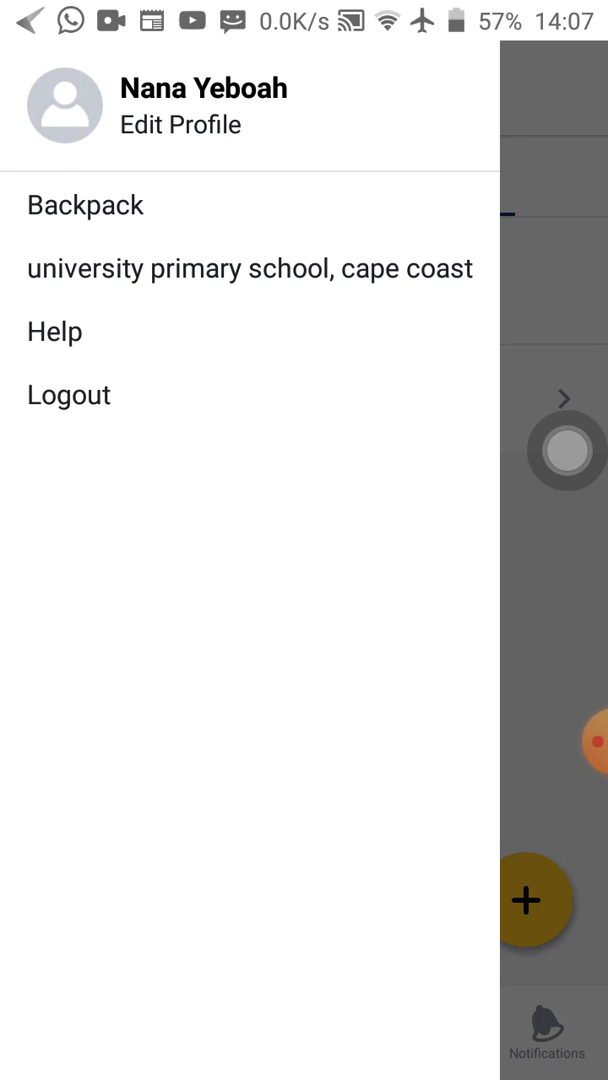 0.0K/s 57% 14:07
Nana Yeboah
Edit Profile
Backpack
university primary school, cape coast
Help
Logout
Notifications